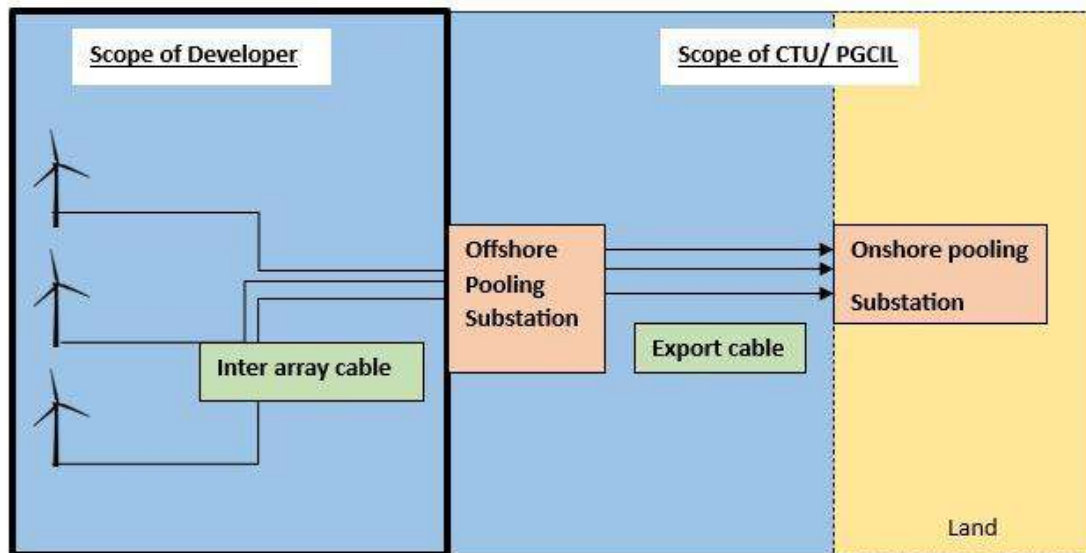 Scope of Developer
Scope of CTU/ PGCIL
Offshore
Pooling
Substation
Onshore pooling
Substation
Inter array cable
Export cable
Land